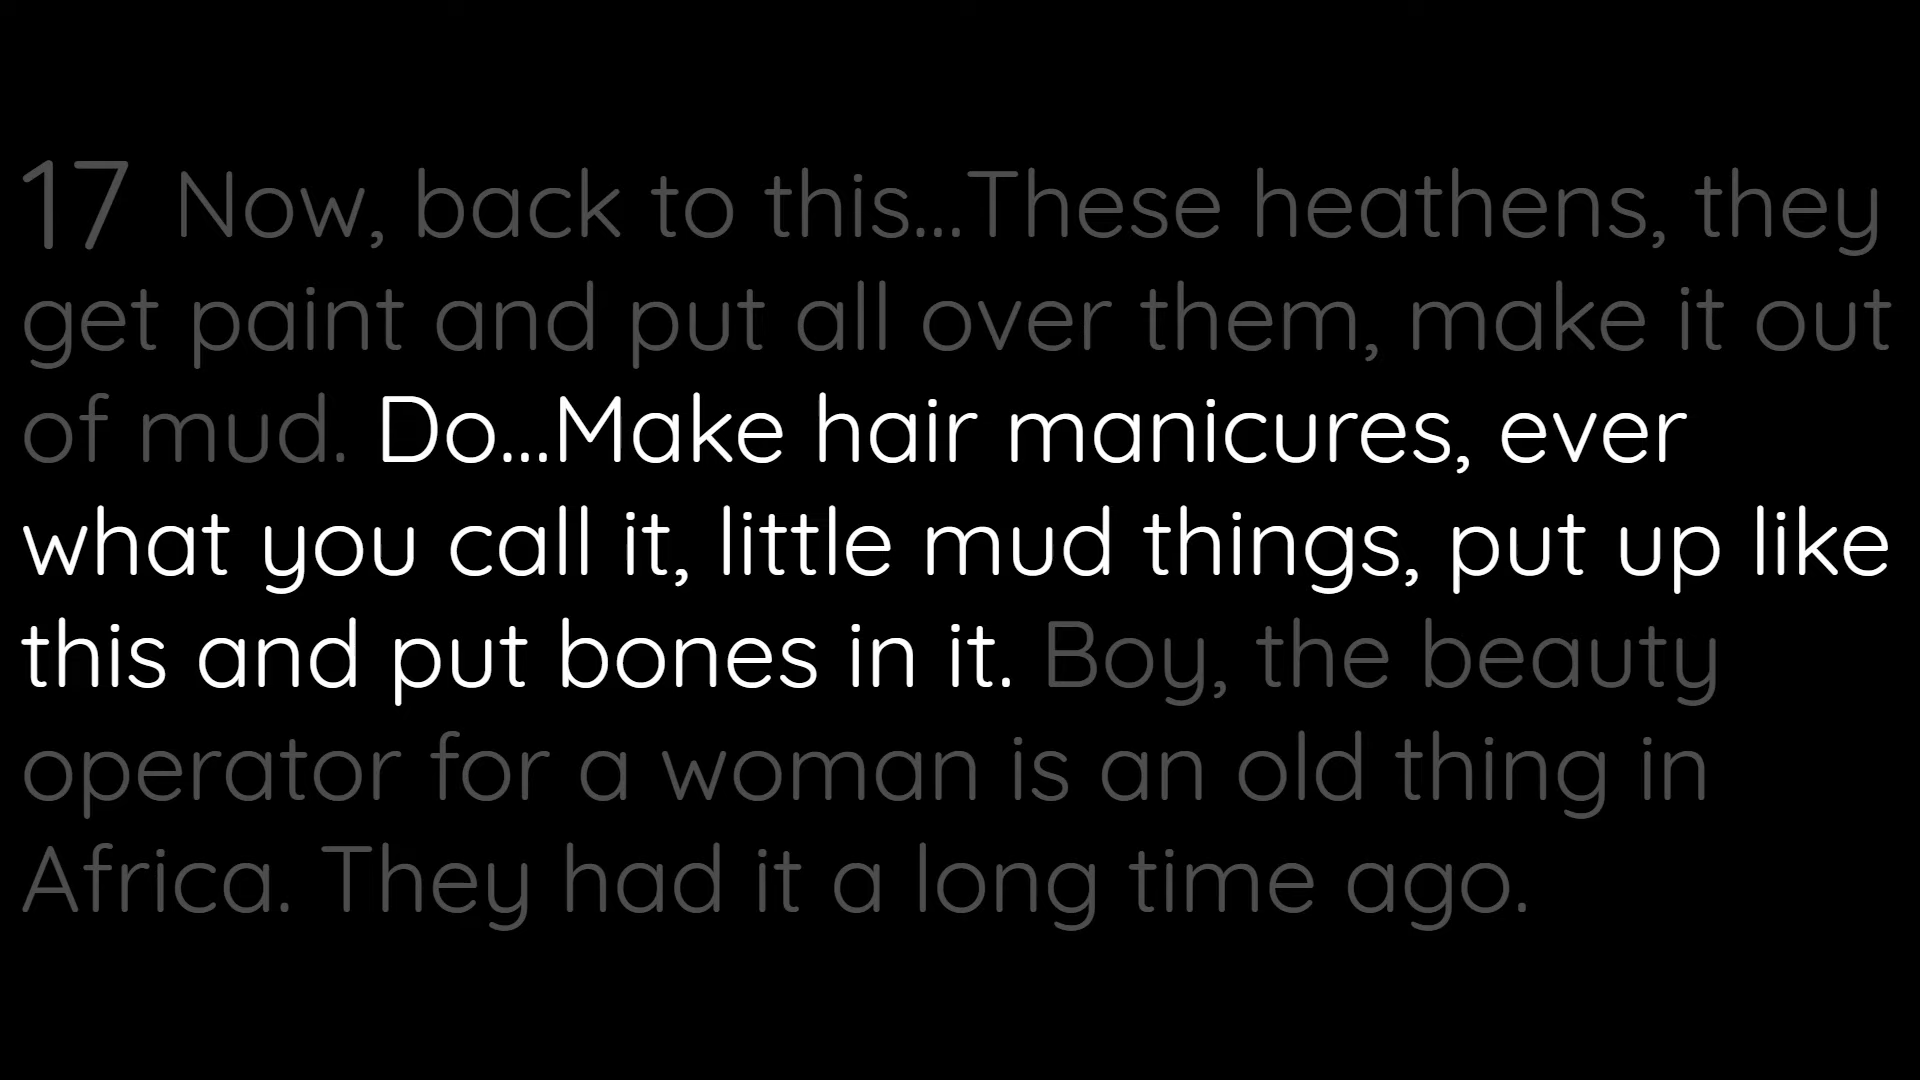 17 Now, back to this...These heathens, they
get paint and put all over them, make it out
of mud. Do...Make hair manicures, ever
what you call it, little mud things, put up like
this and put bones in it. Boy, the beauty
operator for a woman is an old thing in
Africa. They had it a long time ago.